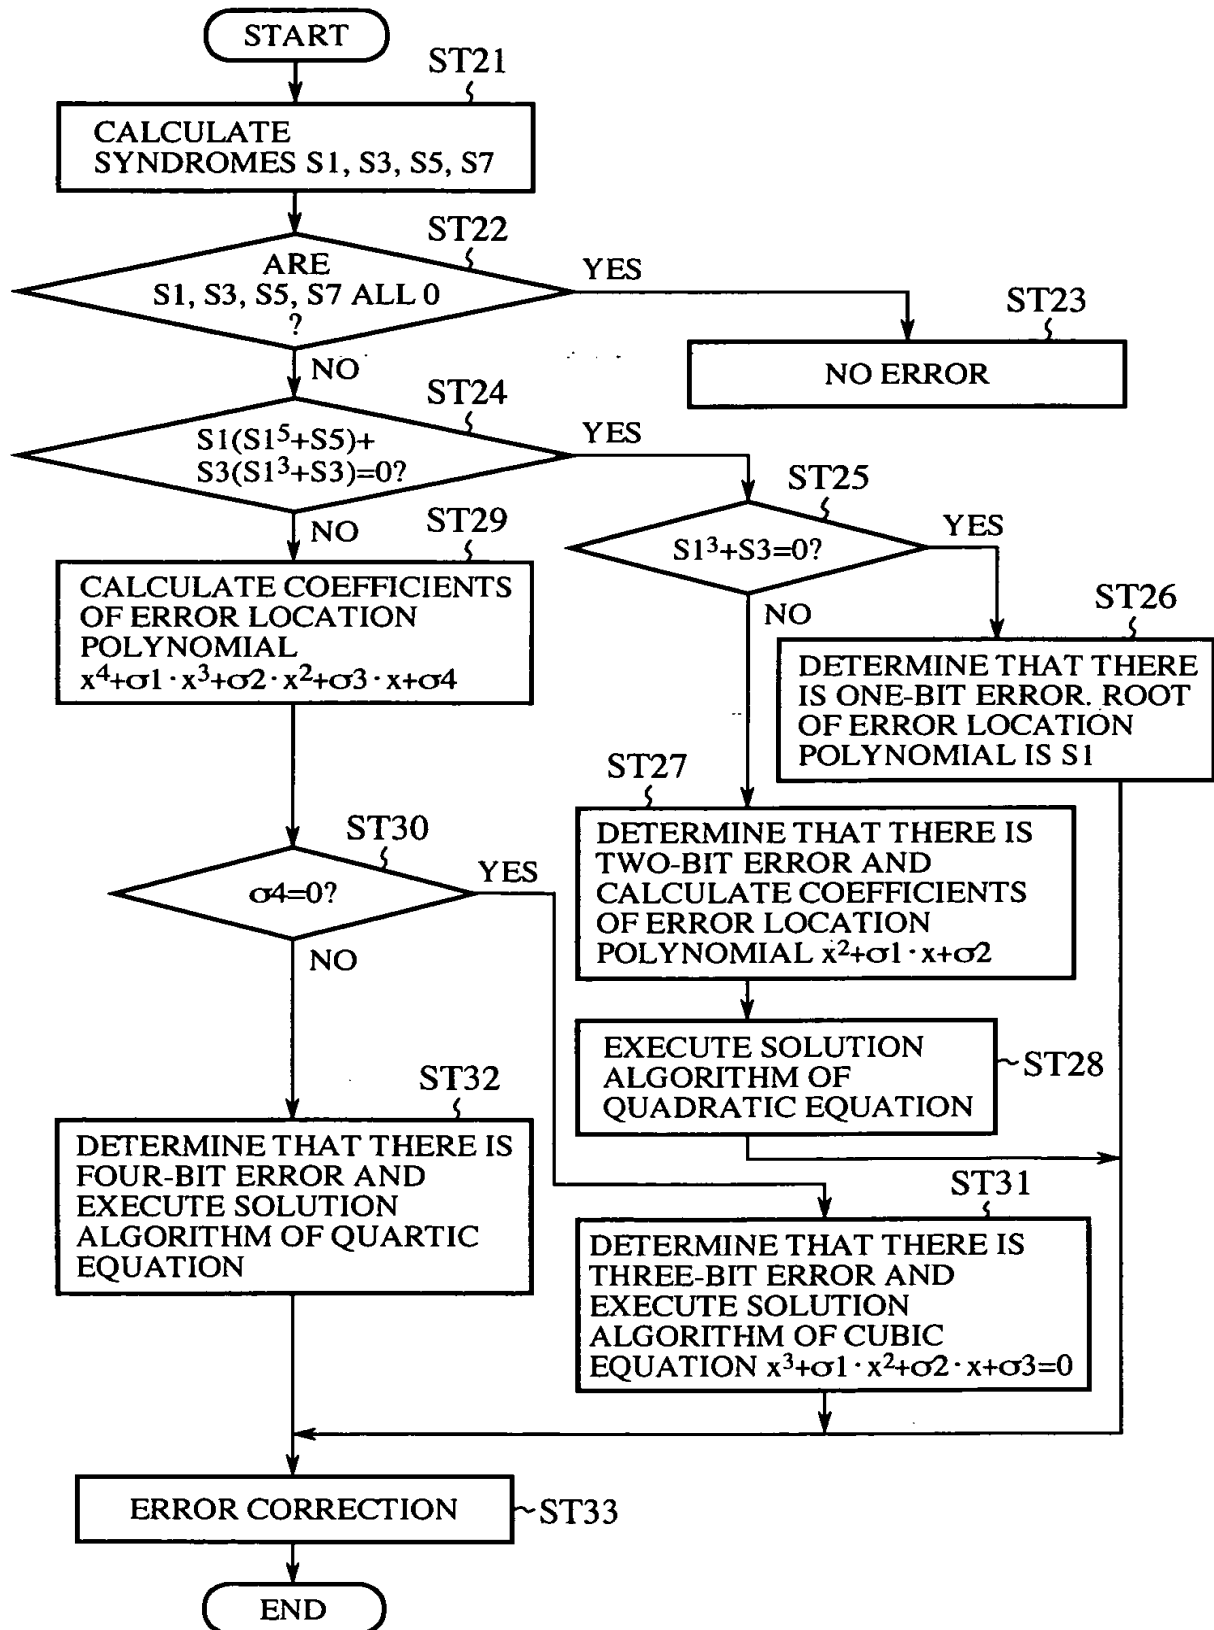 START
ST21
CALCULATE
SYNDROMES S1, S3, S5, S7
ST22
ARE
S1, S3, S5, S7 ALL 0
?
YES
ST23
NO ERROR
NO
ST24
S1(S1⁵+S5)+
S3(S1³+S3)=0?
YES
ST25
S1³+S3=0?
YES
NO
ST29
CALCULATE COEFFICIENTS
OF ERROR LOCATION
POLYNOMIAL
x⁴+σ1·x³+σ2·x²+σ3·x+σ4
NO
ST26
DETERMINE THAT THERE
IS ONE-BIT ERROR. ROOT
OF ERROR LOCATION
POLYNOMIAL IS S1
ST27
DETERMINE THAT THERE IS
TWO-BIT ERROR AND
CALCULATE COEFFICIENTS
OF ERROR LOCATION
POLYNOMIAL x²+σ1·x+σ2
ST30
σ4=0?
YES
NO
EXECUTE SOLUTION
ALGORITHM OF
QUADRATIC EQUATION
ST28
ST32
DETERMINE THAT THERE IS
FOUR-BIT ERROR AND
EXECUTE SOLUTION
ALGORITHM OF QUARTIC
EQUATION
ST31
DETERMINE THAT THERE IS
THREE-BIT ERROR AND
EXECUTE SOLUTION
ALGORITHM OF CUBIC
EQUATION x³+σ1·x²+σ2·x+σ3=0
ERROR CORRECTION
ST33
END